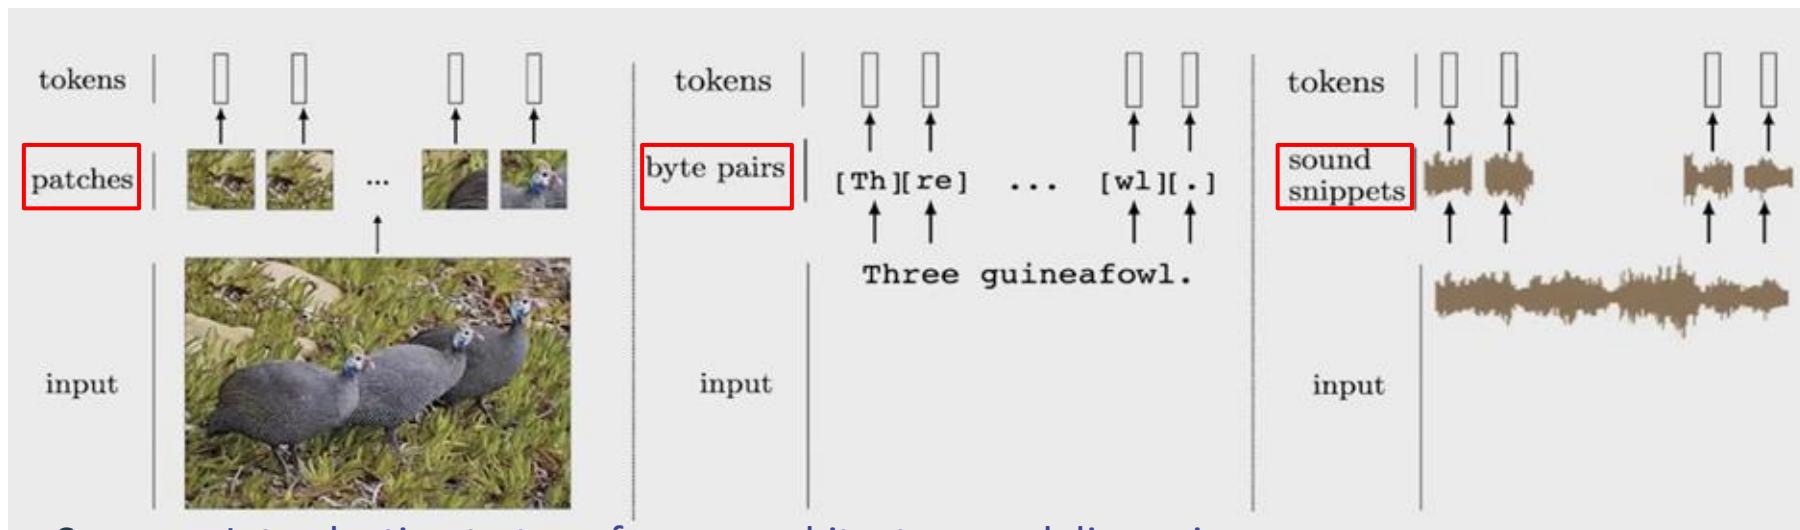 tokens
patches
...
input
tokens
byte pairs
[Th][re] ... [wl][.]
Three guineafowl.
input
tokens
sound
snippets
input